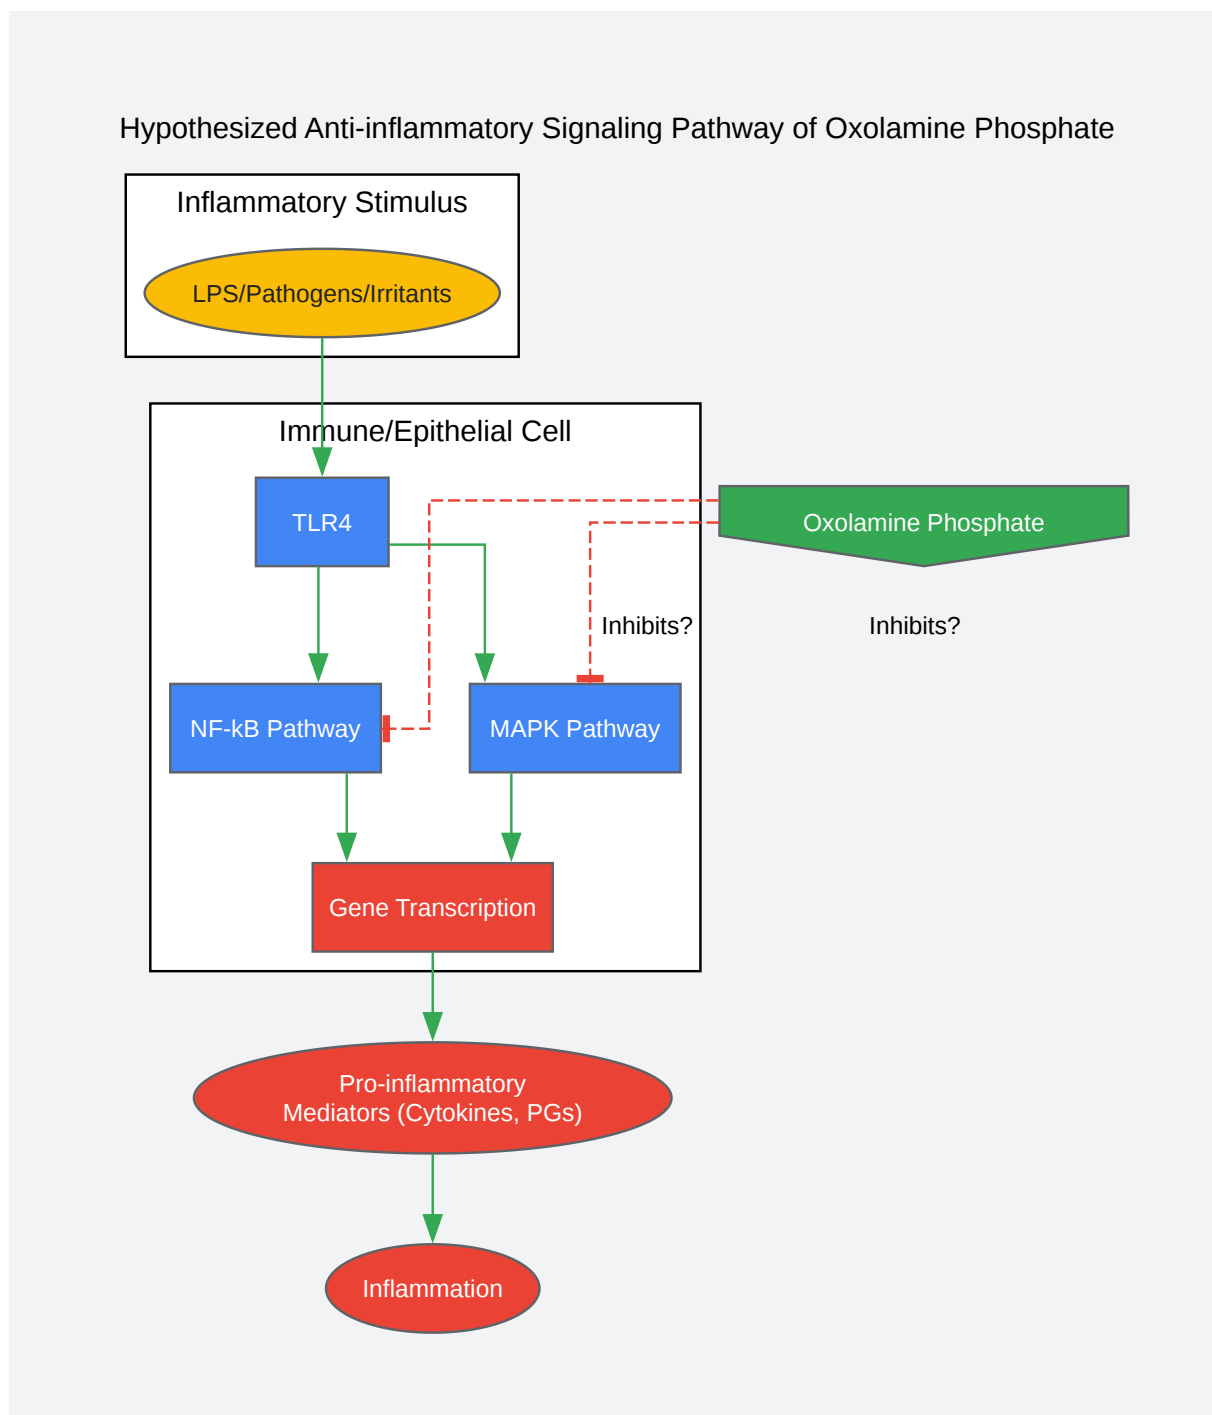 Hypothesized Anti-inflammatory Signaling Pathway of Oxolamine Phosphate
Inflammatory Stimulus
LPS/Pathogens/Irritants
Immune/Epithelial Cell
TLR4
Oxolamine Phosphate
Inhibits?
Inhibits?
NF-kB Pathway
MAPK Pathway
Gene Transcription
Pro-inflammatory
Mediators (Cytokines, PGs)
Inflammation